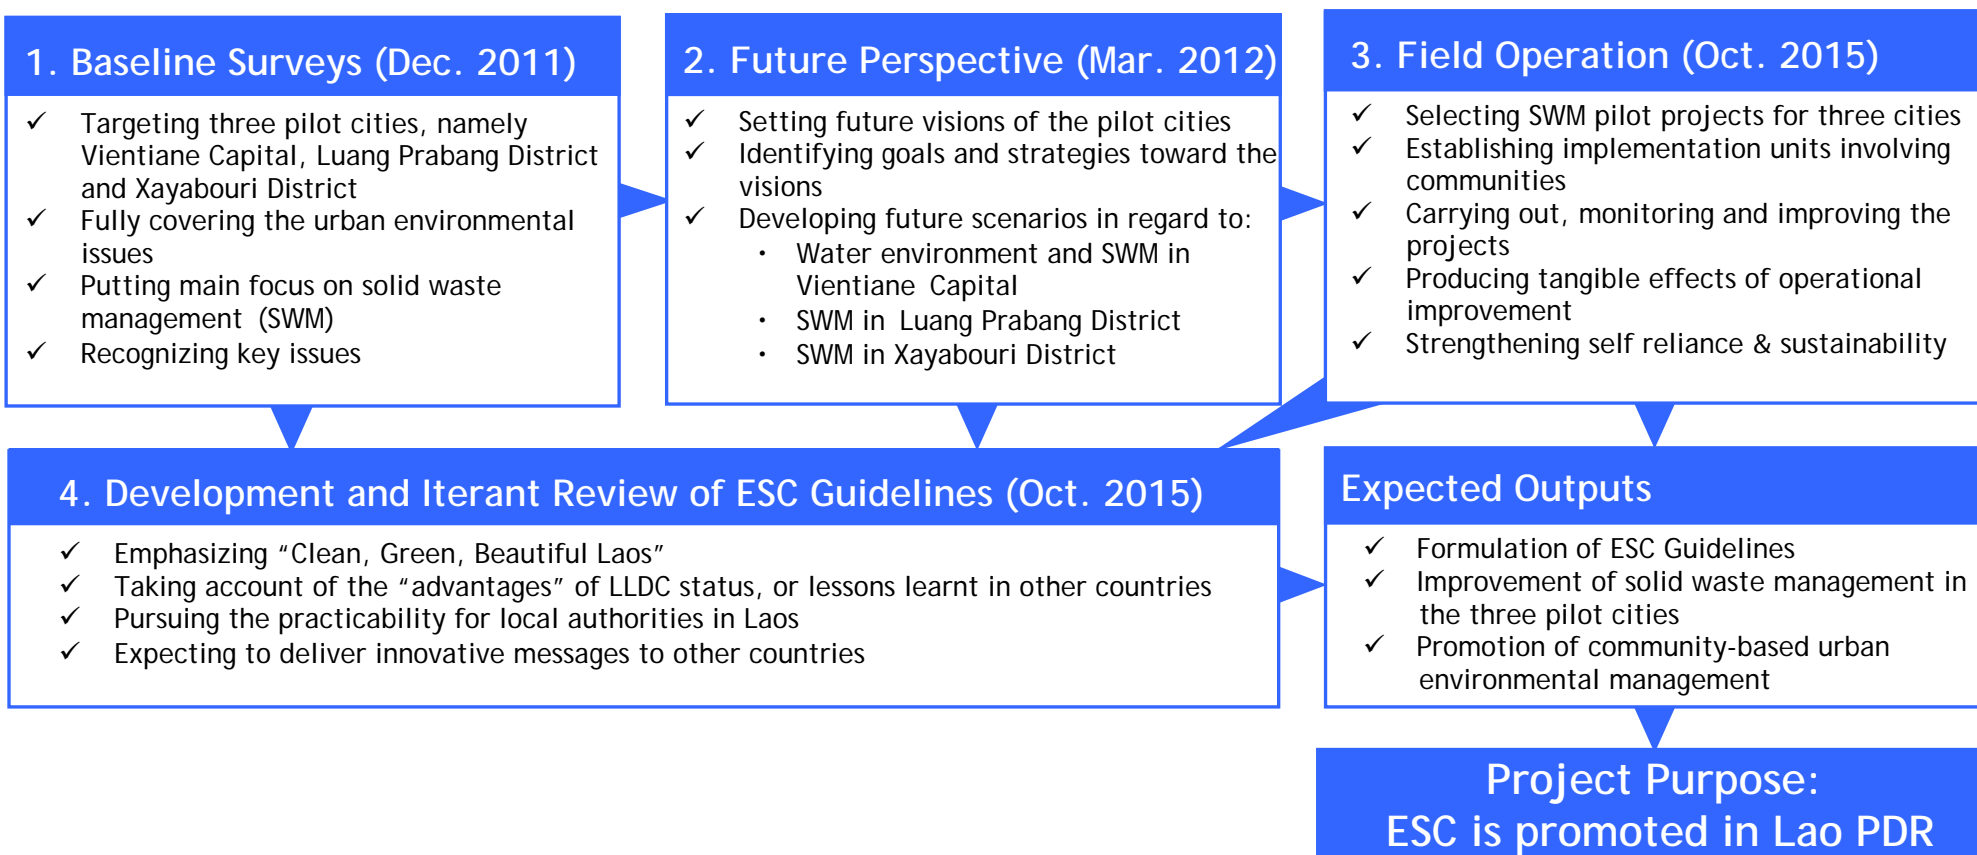 1. Baseline Surveys (Dec. 2011)
✓ Targeting three pilot cities, namely
Vientiane Capital, Luang Prabang District
and Xayabouri District
✓ Fully covering the urban environmental
issues
✓ Putting main focus on solid waste
management (SWM)
✓ Recognizing key issues
2. Future Perspective (Mar. 2012)
✓ Setting future visions of the pilot cities
✓ Identifying goals and strategies toward the
visions
✓ Developing future scenarios in regard to:
・ Water environment and SWM in
Vientiane Capital
・ SWM in Luang Prabang District
・ SWM in Xayabouri District
3. Field Operation (Oct. 2015)
✓ Selecting SWM pilot projects for three cities
✓ Establishing implementation units involving
communities
✓ Carrying out, monitoring and improving the
projects
✓ Producing tangible effects of operational
improvement
✓ Strengthening self reliance & sustainability
4. Development and Iterant Review of ESC Guidelines (Oct. 2015)
✓ Emphasizing “Clean, Green, Beautiful Laos”
✓ Taking account of the “advantages” of LLDC status, or lessons learnt in other countries
✓ Pursuing the practicability for local authorities in Laos
✓ Expecting to deliver innovative messages to other countries
Expected Outputs
✓ Formulation of ESC Guidelines
✓ Improvement of solid waste management in
the three pilot cities
✓ Promotion of community-based urban
environmental management
Project Purpose:
ESC is promoted in Lao PDR